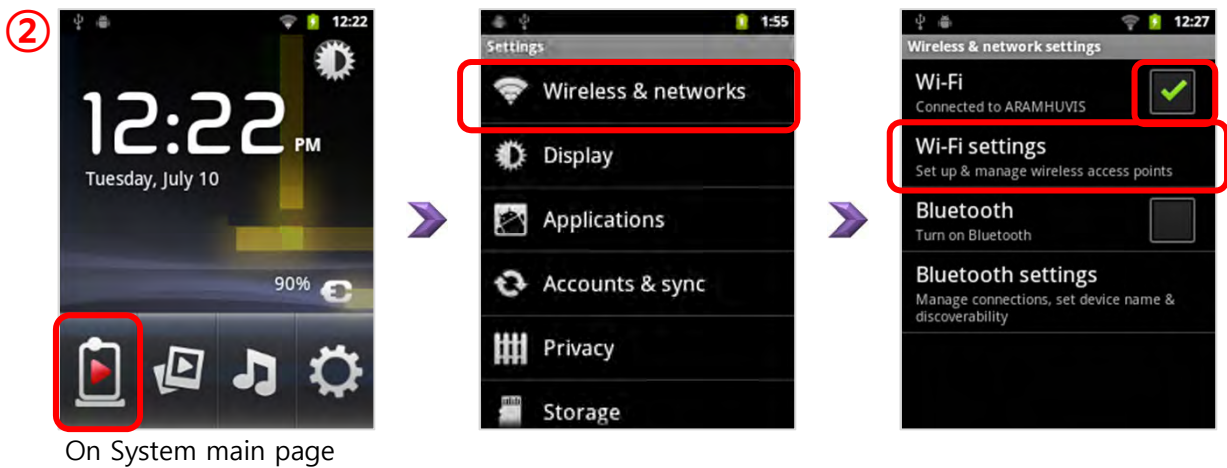 ②
12:22
12:22 PM
Tuesday, July 10
90%
On System main page
1:55
Settings
Wireless & networks
Display
Applications
Accounts & sync
Privacy
Storage
12:27
Wireless & network settings
Wi-Fi
Connected to ARAMHUVIS
Wi-Fi settings
Set up & manage wireless access points
Bluetooth
Turn on Bluetooth
Bluetooth settings
Manage connections, set device name &
discoverability